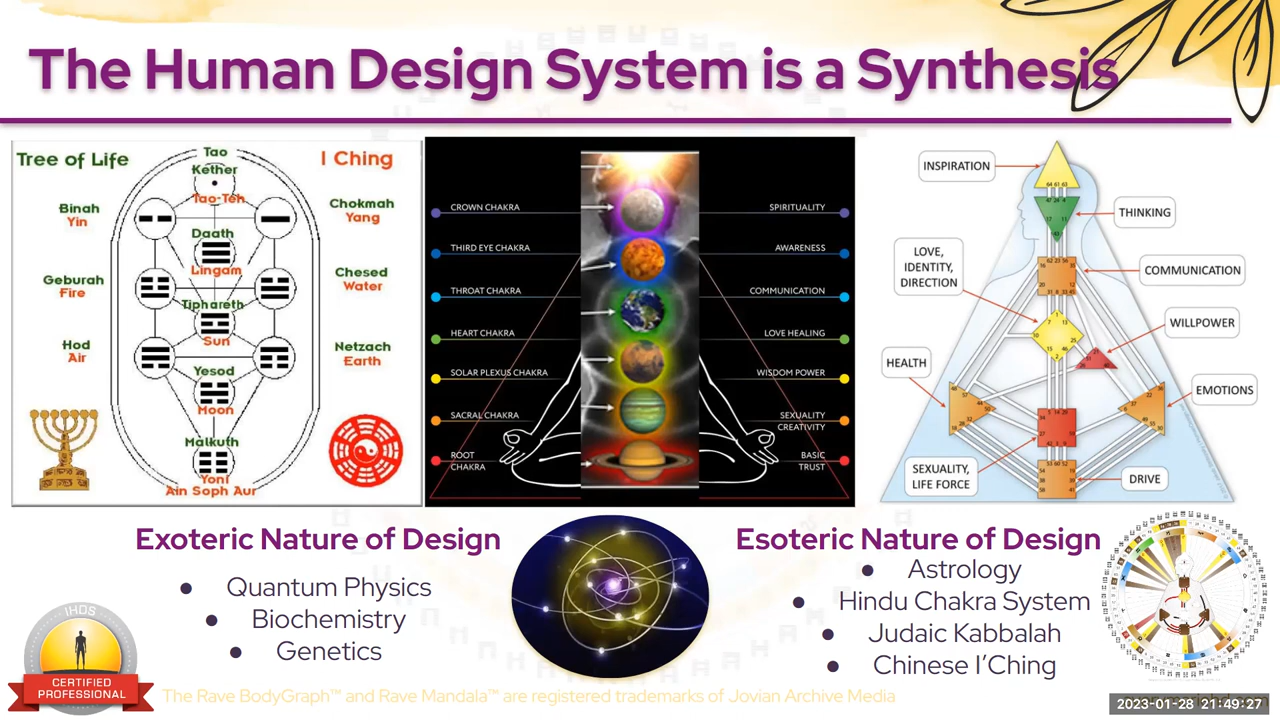 The Human Design System is a Synthesis
Tree of Life
I Ching
Tao
Kether
Tao-Teh
Binah
Yin
Chokmah
Yang
Daath
Lingam
Geburah
Fire
Chesed
Water
Tiphareth
Sun
Hod
Air
Netzach
Earth
Yesod
Moon
Malkuth
Yoni
Ain Soph Aur
CROWN CHAKRA
THIRD EYE CHAKRA
THROAT CHAKRA
HEART CHAKRA
SOLAR PLEXUS CHAKRA
SACRAL CHAKRA
ROOT
CHAKRA
SPIRITUALITY
AWARENESS
COMMUNICATION
LOVE HEALING
WISDOM POWER
SEXUALITY
CREATIVITY
BASIC
TRUST
INSPIRATION
THINKING
LOVE,
IDENTITY,
DIRECTION
COMMUNICATION
WILLPOWER
HEALTH
EMOTIONS
SEXUALITY,
LIFE FORCE
DRIVE
Exoteric Nature of Design
• Quantum Physics
• Biochemistry
• Genetics
Esoteric Nature of Design
• Astrology
• Hindu Chakra System
• Judaic Kabbalah
• Chinese I'Ching
IHDS
CERTIFIED
PROFESSIONAL
The Rave BodyGraph™ and Rave Mandala™ are registered trademarks of Jovian Archive Media
2023-01-28 21:49:27